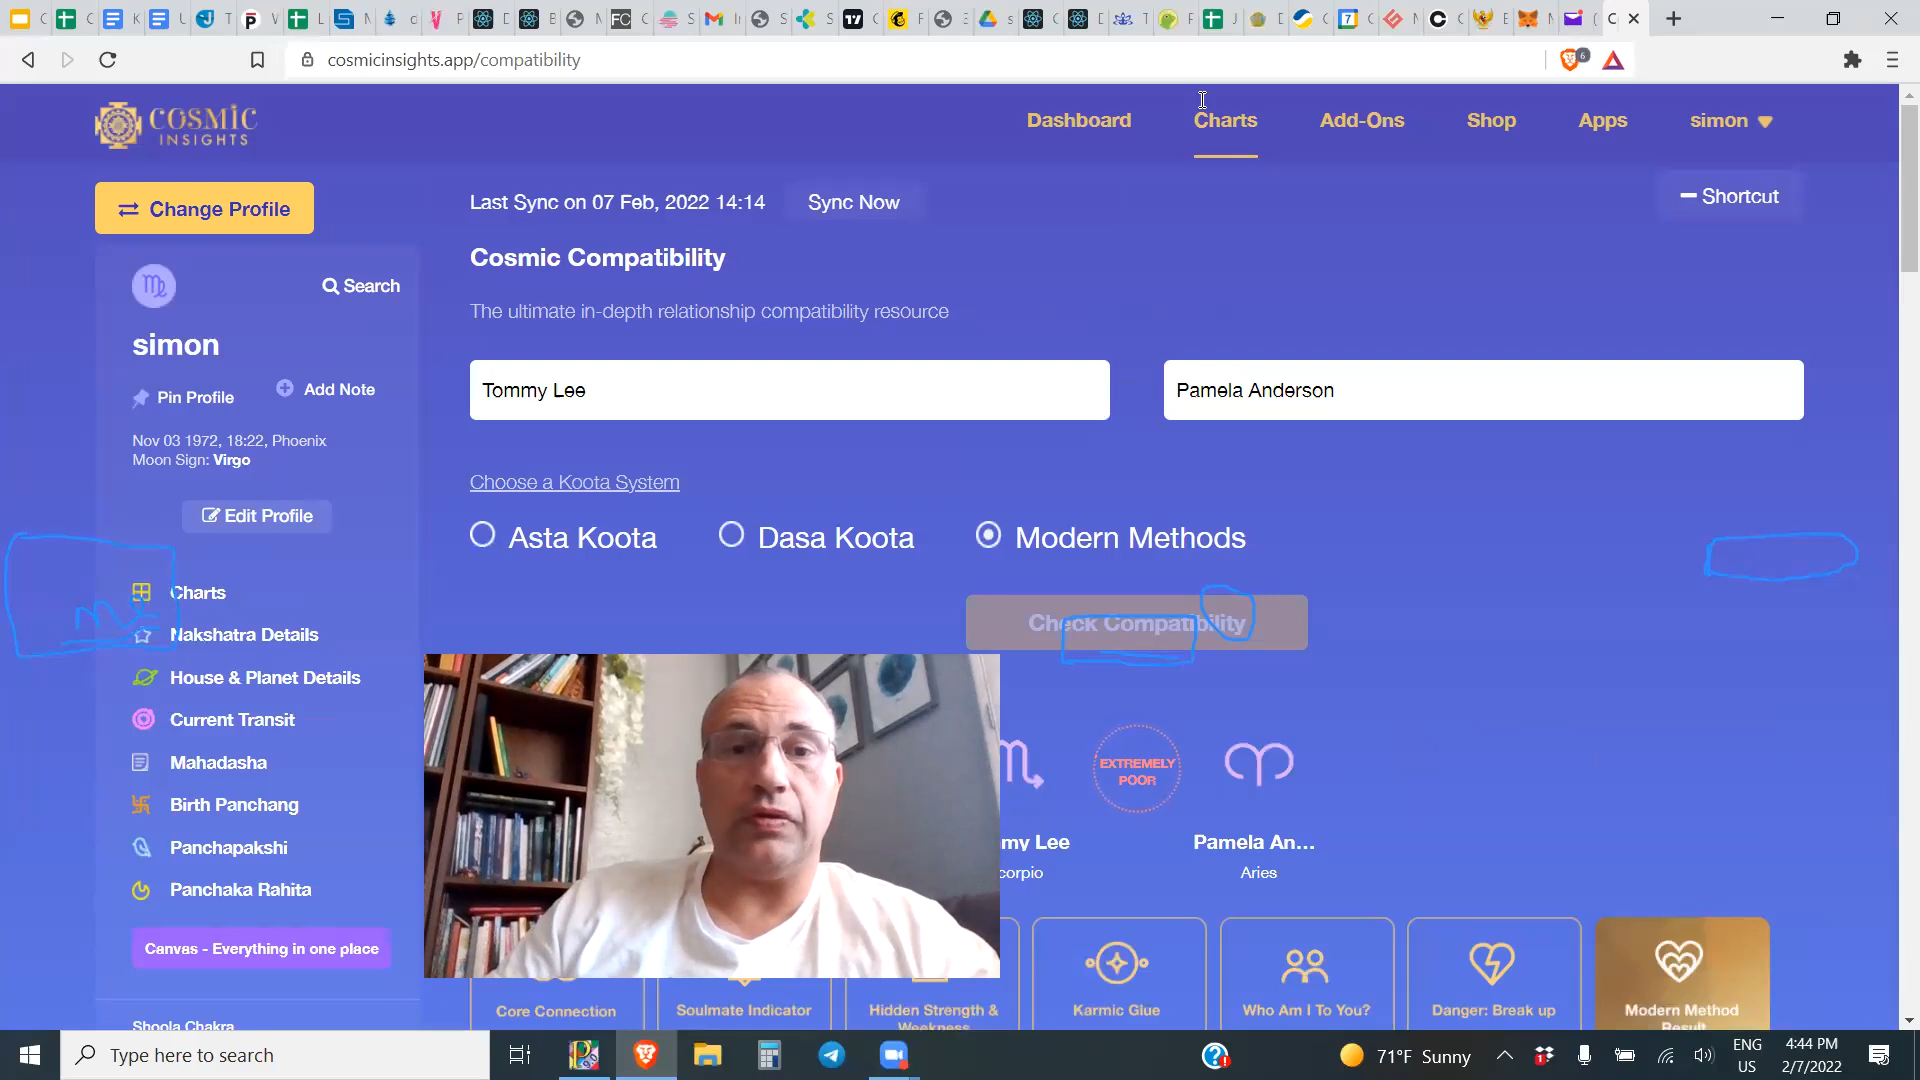 cosmicinsights.app/compatibility
6
COSMIC
INSIGHTS
Dashboard
Charts
Add-Ons
Shop
Apps
simon
Change Profile
Last Sync on 07 Feb, 2022 14:14
Sync Now
Shortcut
Cosmic Compatibility
Search
The ultimate in-depth relationship compatibility resource
simon
Tommy Lee
Pamela Anderson
Pin Profile
Add Note
Nov 03 1972, 18:22, Phoenix
Moon Sign: Virgo
Choose a Koota System
Edit Profile
Asta Koota
Dasa Koota
Modern Methods
Charts
me
Check Compatibility
Nakshatra Details
House & Planet Details
Current Transit
Mahadasha
Birth Panchang
Panchapakshi
Panchaka Rahita
EXTREMELY
POOR
my Lee
Pamela An...
corpio
Aries
Canvas - Everything in one place
Core Connection
Soulmate Indicator
Hidden Strength &
Weakness
Karmic Glue
Who Am I To You?
Danger: Break up
Modern Method
Result
Shoola Chakra
Type here to search
71°F Sunny
ENG
US
4:44 PM
2/7/2022